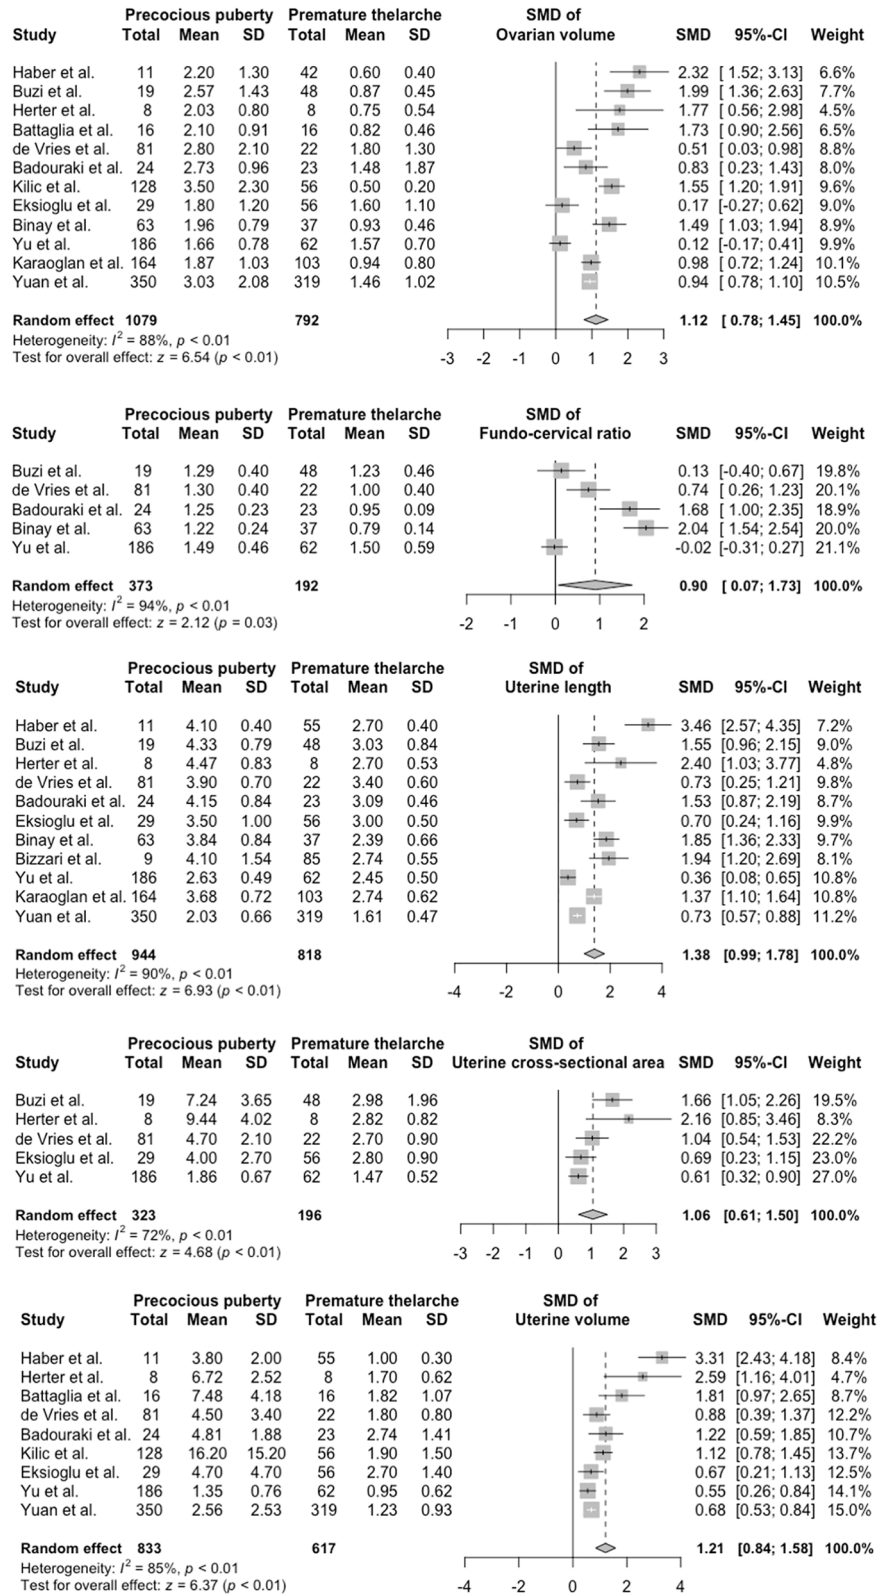 Precocious puberty Premature thelarche SMD of
Study Total Mean SD Total Mean SD Ovarian volume SMD 95%-CI Weight
Haber et al. 11 2.20 1.30 42 0.60 0.40 2.32 [ 1.52; 3.13] 6.6%
Buzi et al. 19 2.57 1.43 48 0.87 0.45 1.99 [ 1.36; 2.63] 7.7%
Herter et al. 8 2.03 0.80 8 0.75 0.54 1.77 [ 0.56; 2.98] 4.5%
Battaglia et al. 16 2.10 0.91 16 0.82 0.46 1.73 [ 0.90; 2.56] 6.5%
de Vries et al. 81 2.80 2.10 22 1.80 1.30 0.51 [ 0.03; 0.98] 8.8%
Badouraki et al. 24 2.73 0.96 23 1.48 1.87 0.83 [ 0.23; 1.43] 8.0%
Kilic et al. 128 3.50 2.30 56 0.50 0.20 1.55 [ 1.20; 1.91] 9.6%
Eksioglu et al. 29 1.80 1.20 56 1.60 1.10 0.17 [-0.27; 0.62] 9.0%
Binay et al. 63 1.96 0.79 37 0.93 0.46 1.49 [ 1.03; 1.94] 8.9%
Yu et al. 186 1.66 0.78 62 1.57 0.70 0.12 [-0.17; 0.41] 9.9%
Karaoglan et al. 164 1.87 1.03 103 0.94 0.80 0.98 [ 0.72; 1.24] 10.1%
Yuan et al. 350 3.03 2.08 319 1.46 1.02 0.94 [ 0.78; 1.10] 10.5%
Random effect 1079 792 1.12 [ 0.78; 1.45] 100.0%
Heterogeneity: I² = 88%, p < 0.01
Test for overall effect: z = 6.54 (p < 0.01)
-3 -2 -1 0 1 2 3
Precocious puberty Premature thelarche SMD of
Study Total Mean SD Total Mean SD Fundo-cervical ratio SMD 95%-CI Weight
Buzi et al. 19 1.29 0.40 48 1.23 0.46 0.13 [-0.40; 0.67] 19.8%
de Vries et al. 81 1.30 0.40 22 1.00 0.40 0.74 [ 0.26; 1.23] 20.1%
Badouraki et al. 24 1.25 0.23 23 0.95 0.09 1.68 [ 1.00; 2.35] 18.9%
Binay et al. 63 1.22 0.24 37 0.79 0.14 2.04 [ 1.54; 2.54] 20.0%
Yu et al. 186 1.49 0.46 62 1.50 0.59 -0.02 [-0.31; 0.27] 21.1%
Random effect 373 192 0.90 [ 0.07; 1.73] 100.0%
Heterogeneity: I² = 94%, p < 0.01
Test for overall effect: z = 2.12 (p = 0.03)
-2 -1 0 1 2
Precocious puberty Premature thelarche SMD of
Study Total Mean SD Total Mean SD Uterine length SMD 95%-CI Weight
Haber et al. 11 4.10 0.40 55 2.70 0.40 3.46 [2.57; 4.35] 7.2%
Buzi et al. 19 4.33 0.79 48 3.03 0.84 1.55 [0.96; 2.15] 9.0%
Herter et al. 8 4.47 0.83 8 2.70 0.53 2.40 [1.03; 3.77] 4.8%
de Vries et al. 81 3.90 0.70 22 3.40 0.60 0.73 [0.25; 1.21] 9.8%
Badouraki et al. 24 4.15 0.84 23 3.09 0.46 1.53 [0.87; 2.19] 8.7%
Eksioglu et al. 29 3.50 1.00 56 3.00 0.50 0.70 [0.24; 1.16] 9.9%
Binay et al. 63 3.84 0.84 37 2.39 0.66 1.85 [1.36; 2.33] 9.7%
Bizzari et al. 9 4.10 1.54 85 2.74 0.55 1.94 [1.20; 2.69] 8.1%
Yu et al. 186 2.63 0.49 62 2.45 0.50 0.36 [0.08; 0.65] 10.8%
Karaoglan et al. 164 3.68 0.72 103 2.74 0.62 1.37 [1.10; 1.64] 10.8%
Yuan et al. 350 2.03 0.66 319 1.61 0.47 0.73 [0.57; 0.88] 11.2%
Random effect 944 818 1.38 [0.99; 1.78] 100.0%
Heterogeneity: I² = 90%, p < 0.01
Test for overall effect: z = 6.93 (p < 0.01)
-4 -2 0 2 4
Precocious puberty Premature thelarche SMD of
Study Total Mean SD Total Mean SD Uterine cross-sectional area SMD 95%-CI Weight
Buzi et al. 19 7.24 3.65 48 2.98 1.96 1.66 [1.05; 2.26] 19.5%
Herter et al. 8 9.44 4.02 8 2.82 0.82 2.16 [0.85; 3.46] 8.3%
de Vries et al. 81 4.70 2.10 22 2.70 0.90 1.04 [0.54; 1.53] 22.2%
Eksioglu et al. 29 4.00 2.70 56 2.80 0.90 0.69 [0.23; 1.15] 23.0%
Yu et al. 186 1.86 0.67 62 1.47 0.52 0.61 [0.32; 0.90] 27.0%
Random effect 323 196 1.06 [0.61; 1.50] 100.0%
Heterogeneity: I² = 72%, p < 0.01
Test for overall effect: z = 4.68 (p < 0.01)
-3 -2 -1 0 1 2 3
Precocious puberty Premature thelarche SMD of
Study Total Mean SD Total Mean SD Uterine volume SMD 95%-CI Weight
Haber et al. 11 3.80 2.00 55 1.00 0.30 3.31 [2.43; 4.18] 8.4%
Herter et al. 8 6.72 2.52 8 1.70 0.62 2.59 [1.16; 4.01] 4.7%
Battaglia et al. 16 7.48 4.18 16 1.82 1.07 1.81 [0.97; 2.65] 8.7%
de Vries et al. 81 4.50 3.40 22 1.80 0.80 0.88 [0.39; 1.37] 12.2%
Badouraki et al. 24 4.81 1.88 23 2.74 1.41 1.22 [0.59; 1.85] 10.7%
Kilic et al. 128 16.20 15.20 56 1.90 1.50 1.12 [0.78; 1.45] 13.7%
Eksioglu et al. 29 4.70 4.70 56 2.70 1.40 0.67 [0.21; 1.13] 12.5%
Yu et al. 186 1.35 0.76 62 0.95 0.62 0.55 [0.26; 0.84] 14.1%
Yuan et al. 350 2.56 2.53 319 1.23 0.93 0.68 [0.53; 0.84] 15.0%
Random effect 833 617 1.21 [0.84; 1.58] 100.0%
Heterogeneity: I² = 85%, p < 0.01
Test for overall effect: z = 6.37 (p < 0.01)
-4 -2 0 2 4